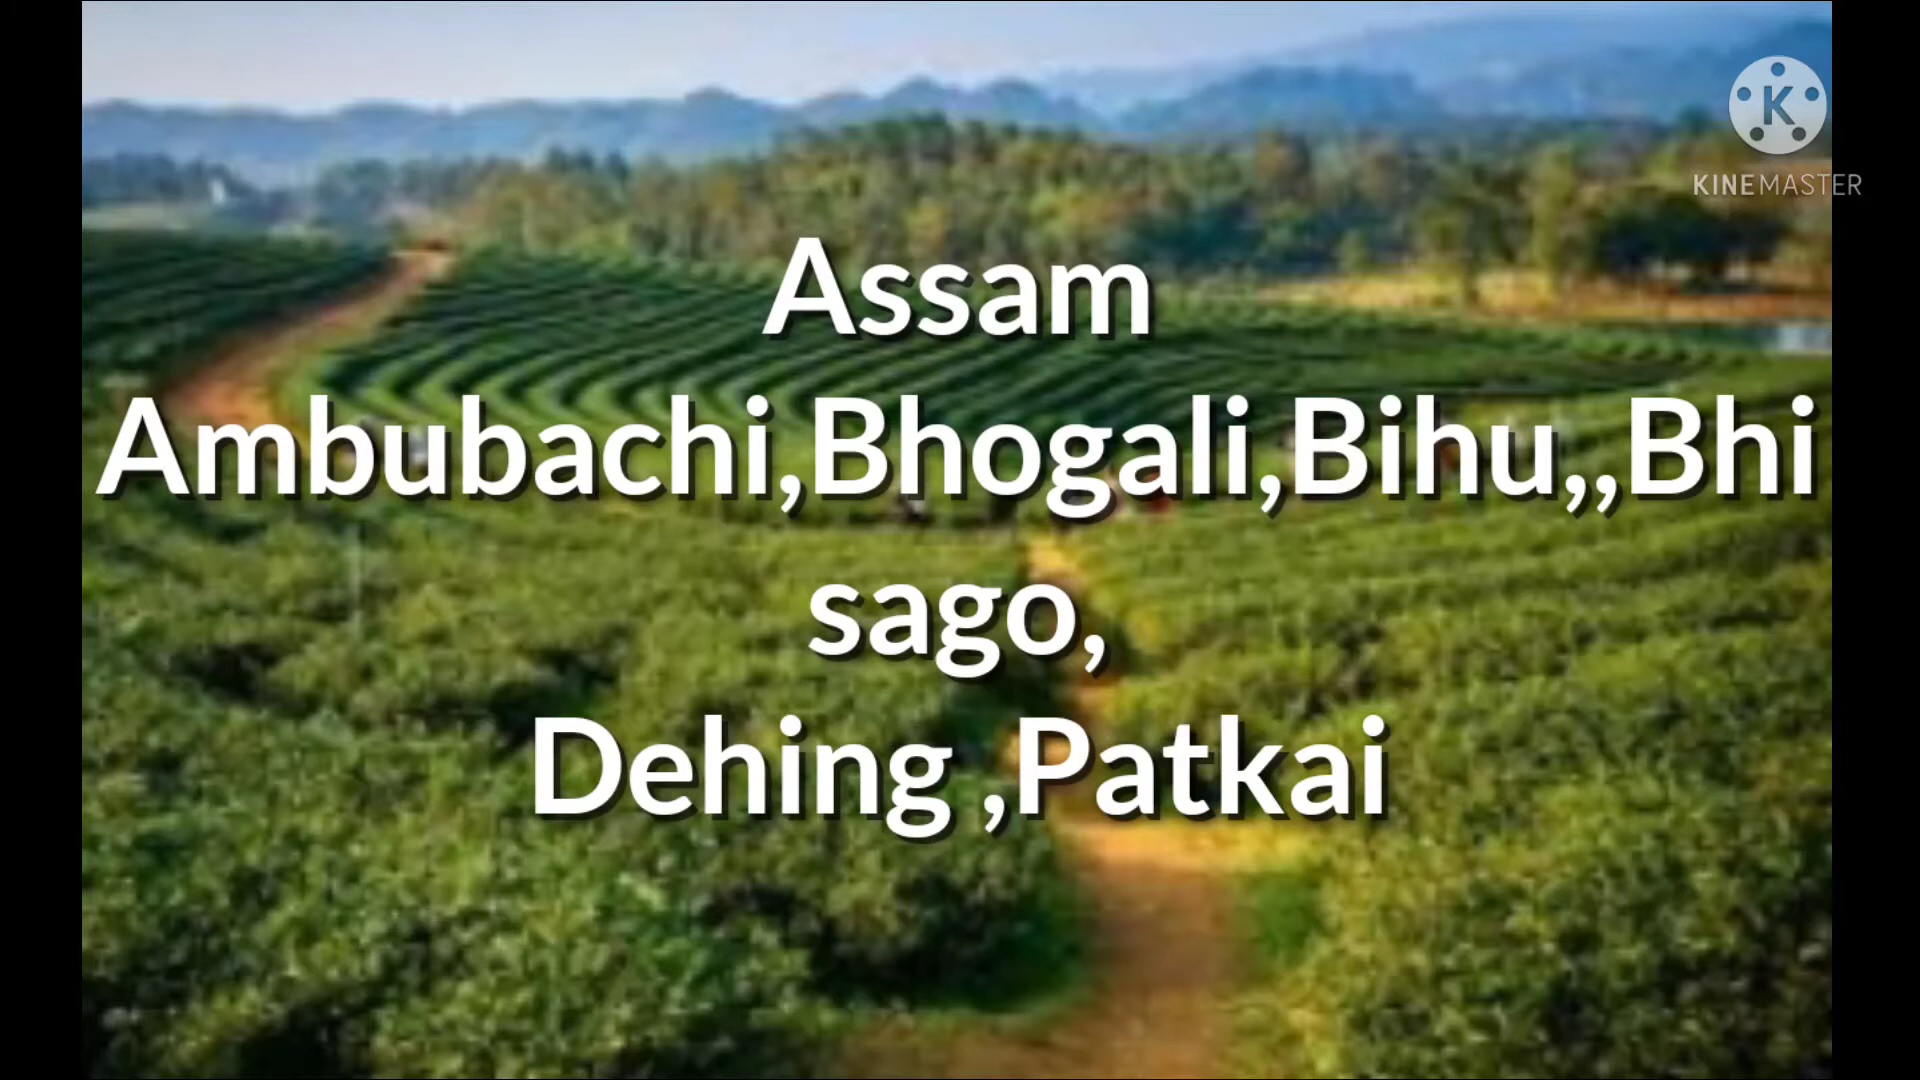 K
KINEMASTER
Assam
Ambubachi,Bhogali,Bihu,,Bhi
sago,
Dehing ,Patkai